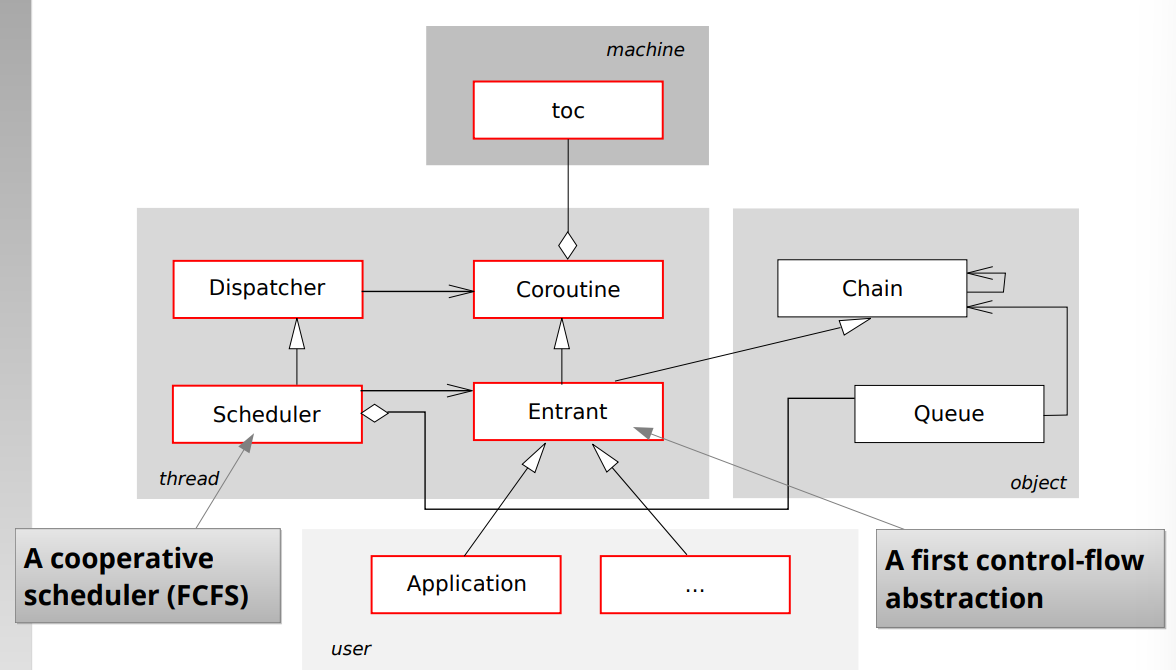 machine
toc
Dispatcher
Coroutine
Chain
Scheduler
Entrant
Queue
thread
object
A cooperative
scheduler (FCFS)
A first control-flow
abstraction
Application
...
user